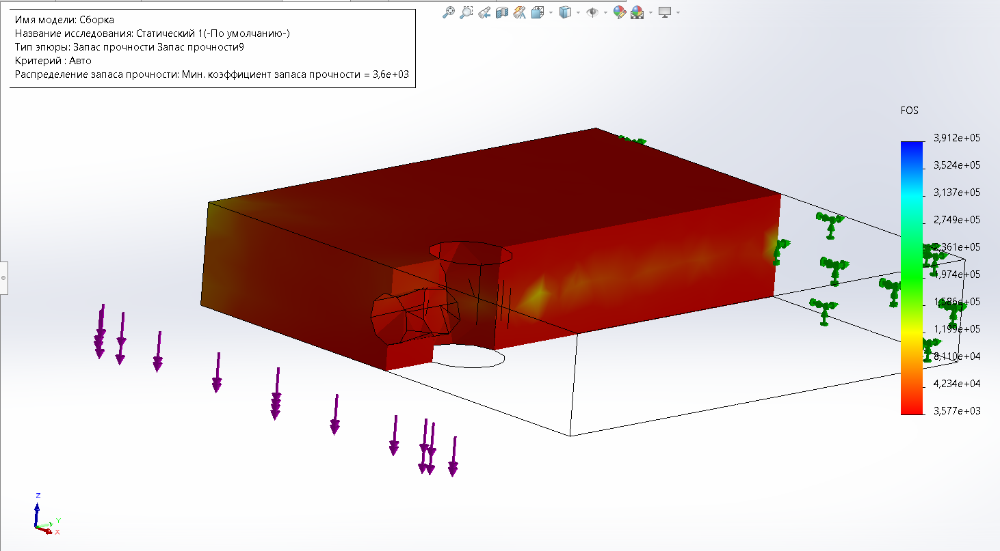 Имя модели: Сборка
Название исследования: Статический 1(-По умолчанию-)
Тип эпюры: Запас прочности Запас прочности9
Критерий : Авто
Распределение запаса прочности: Мин. коэффициент запаса прочности = 3,6e+03
FOS
3,912e+05
3,524e+05
3,137e+05
2,749e+05
2,361e+05
1,974e+05
1,586e+05
1,199e+05
8,110e+04
4,234e+04
3,577e+03
Z
Y
X